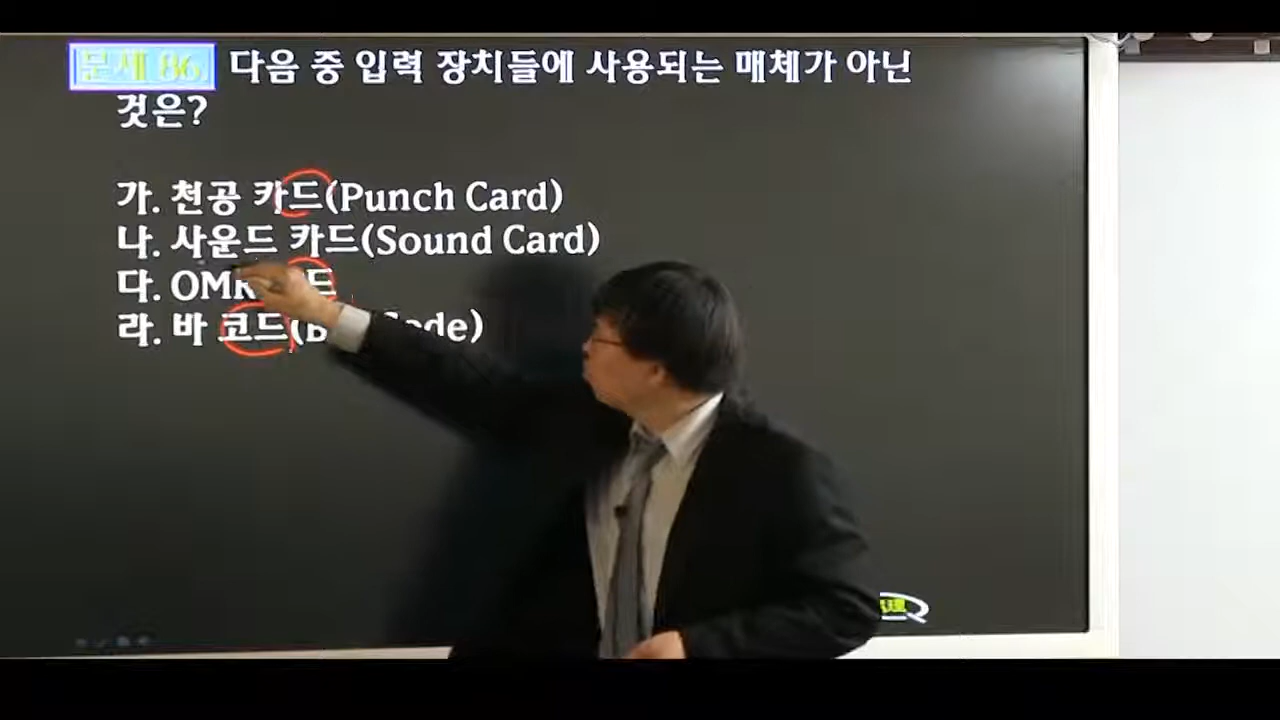 문제 86. 다음 중 입력 장치들에 사용되는 매체가 아닌
것은?
가. 천공 카드(Punch Card)
나. 사운드 카드(Sound Card)
다. OMR
라. 바 코드(B